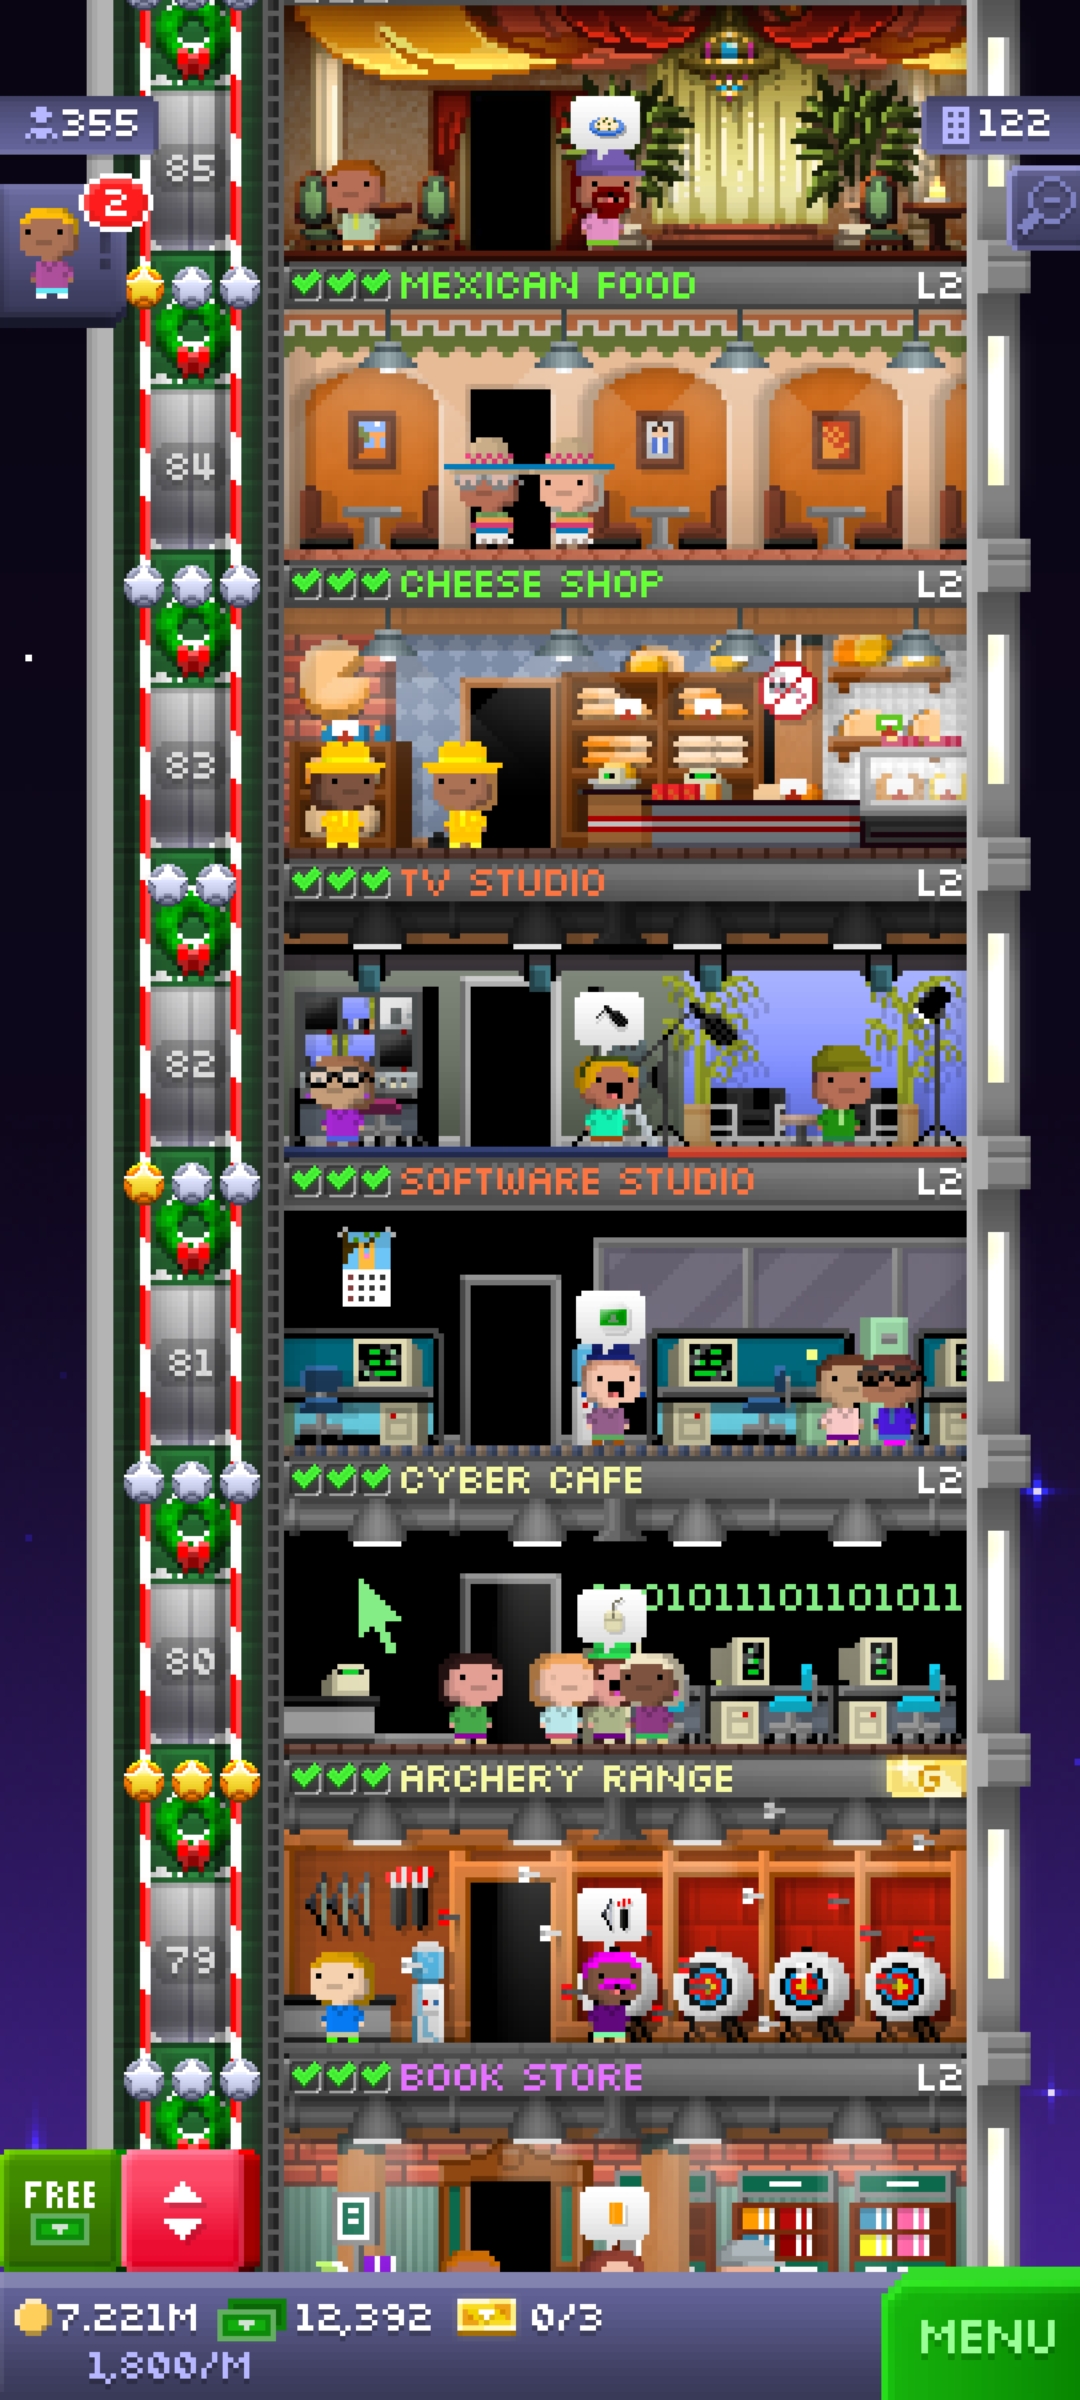 355
122
85
2
MEXICAN FOOD L2
84
CHEESE SHOP L2
83
TV STUDIO L2
82
SOFTWARE STUDIO L2
81
CYBER CAFE L2
01011101101011
80
ARCHERY RANGE G
79
BOOK STORE L2
8
FREE
7.221M 12,392 0/3
1,800/M
MENU